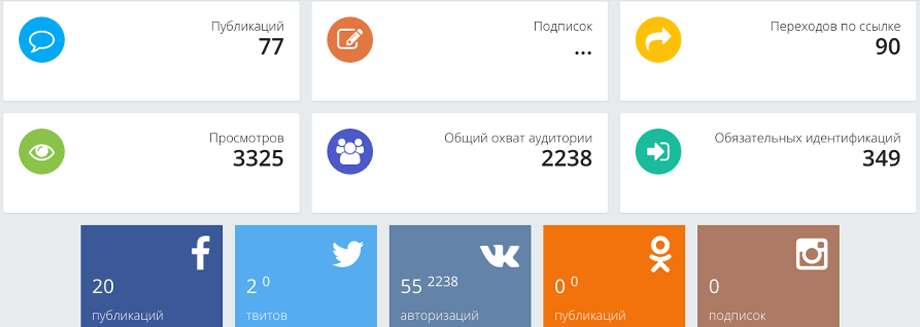 Публикаций
77
Подписок
...
Переходов по ссылке
90
Просмотров
3325
Общий охват аудитории
2238
Обязательных идентификаций
349
20
публикаций
2 0
твитов
55 2238
авторизаций
0 0
публикаций
0
подписок